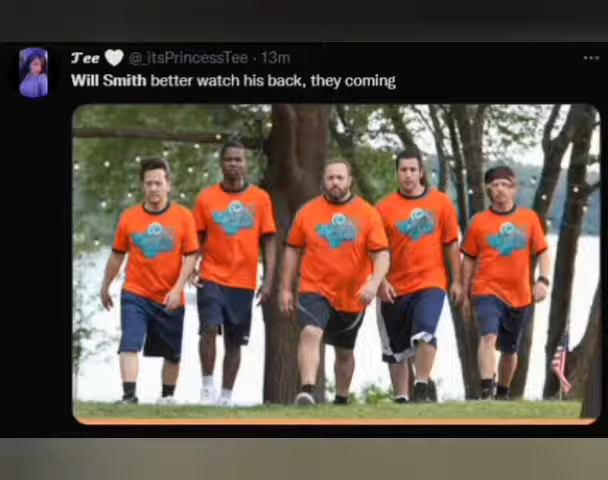 Tee 🤍 @_itsPrincessTee · 13m
Will Smith better watch his back, they coming